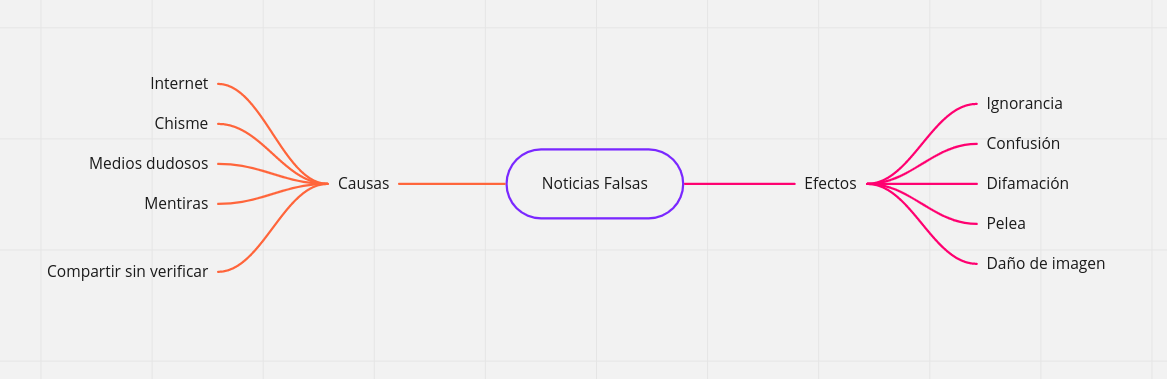 Internet
Chisme
Medios dudosos
Mentiras
Compartir sin verificar
Causas
Noticias Falsas
Efectos
Ignorancia
Confusión
Difamación
Pelea
Daño de imagen